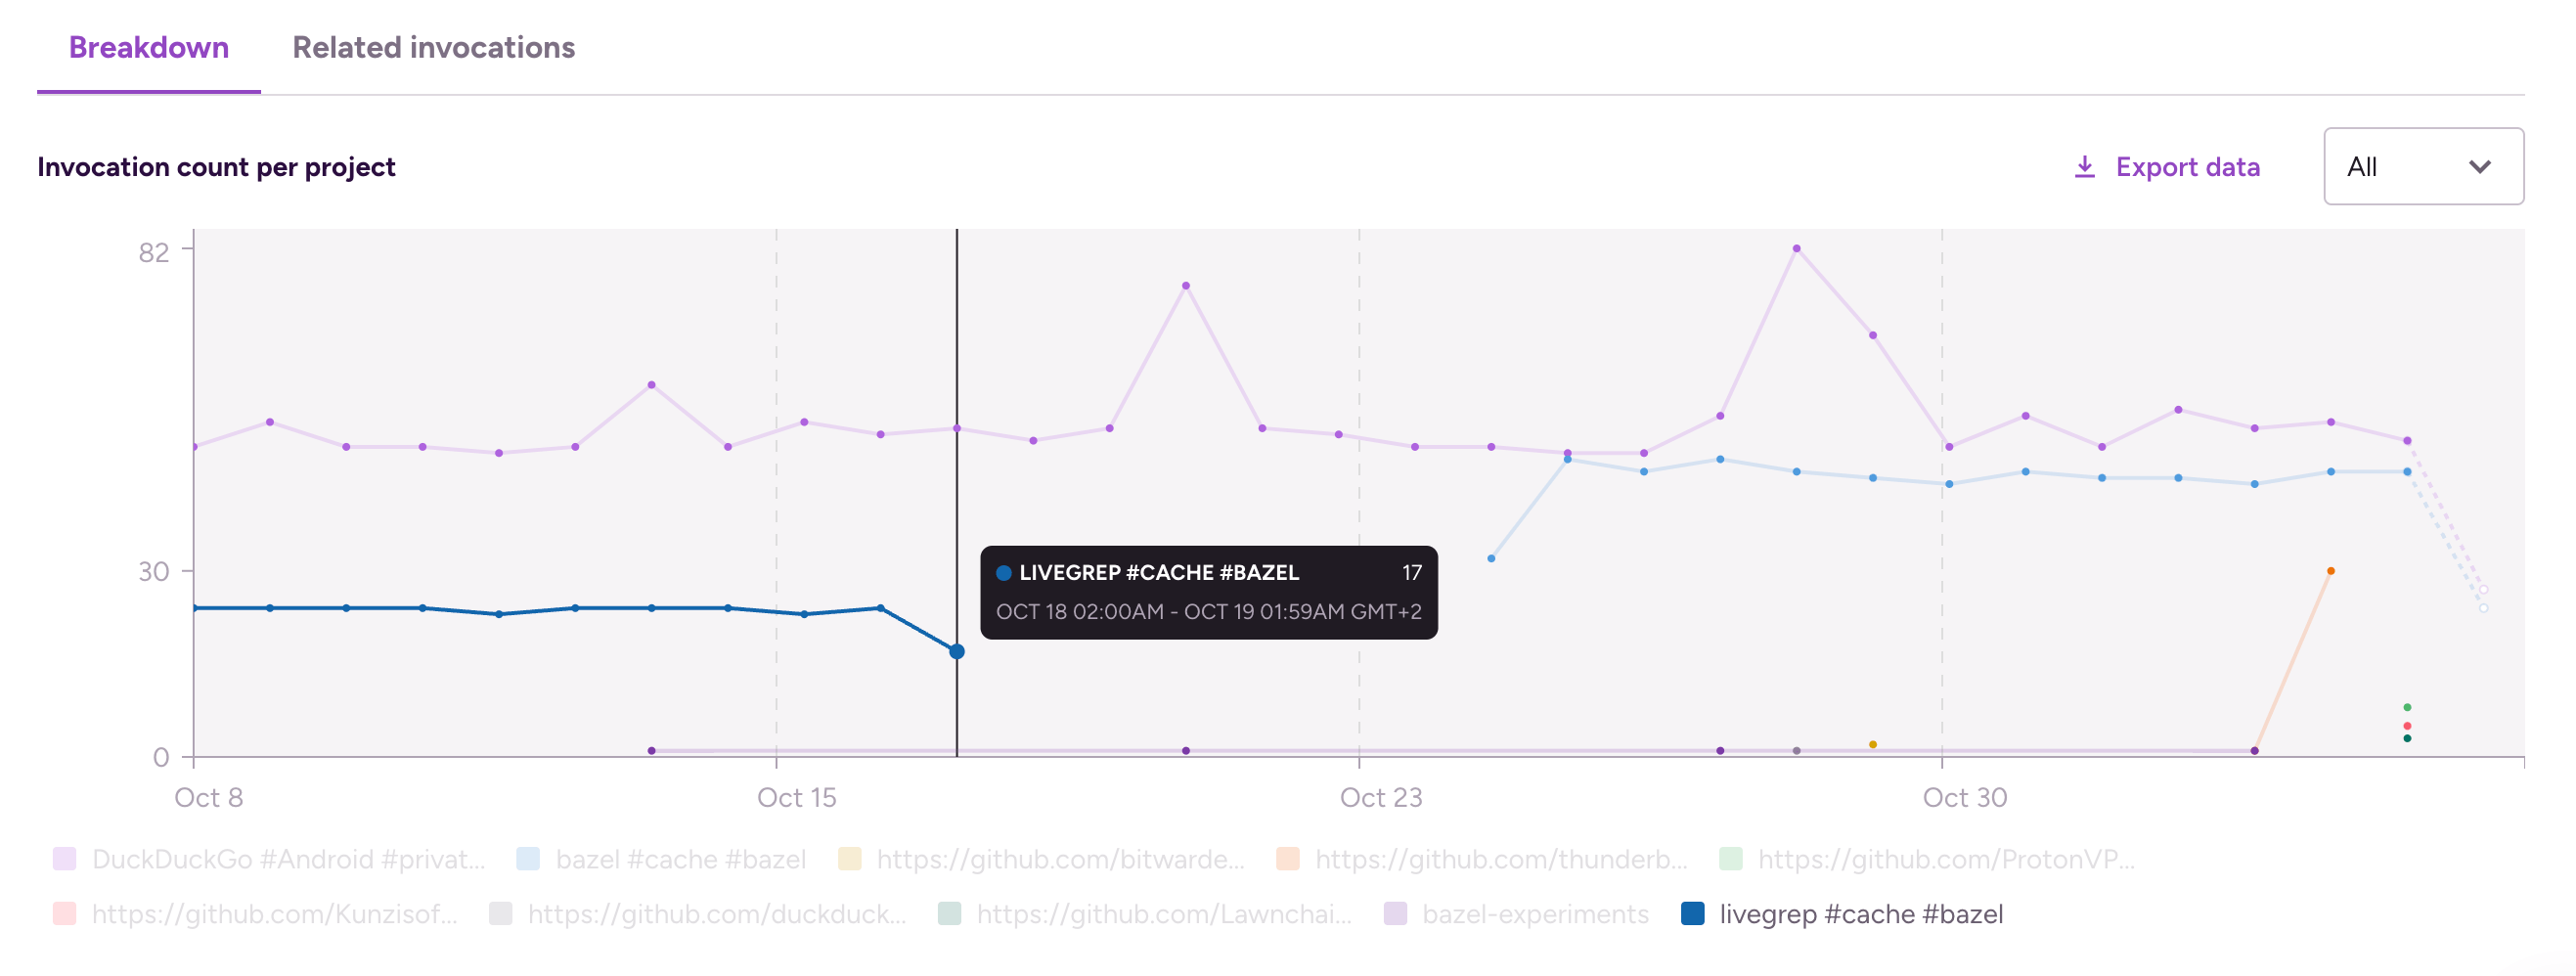 Breakdown Related invocations
Invocation count per project Export data All
82
30
0
LIVEGREP #CACHE #BAZEL 17
OCT 18 02:00AM - OCT 19 01:59AM GMT+2
Oct 8 Oct 15 Oct 23 Oct 30
DuckDuckGo #Android #privat... bazel #cache #bazel https://github.com/bitwarde... https://github.com/thunderb... https://github.com/ProtonVP...
https://github.com/Kunzisof... https://github.com/duckduck... https://github.com/Lawnchai... bazel-experiments livegrep #cache #bazel